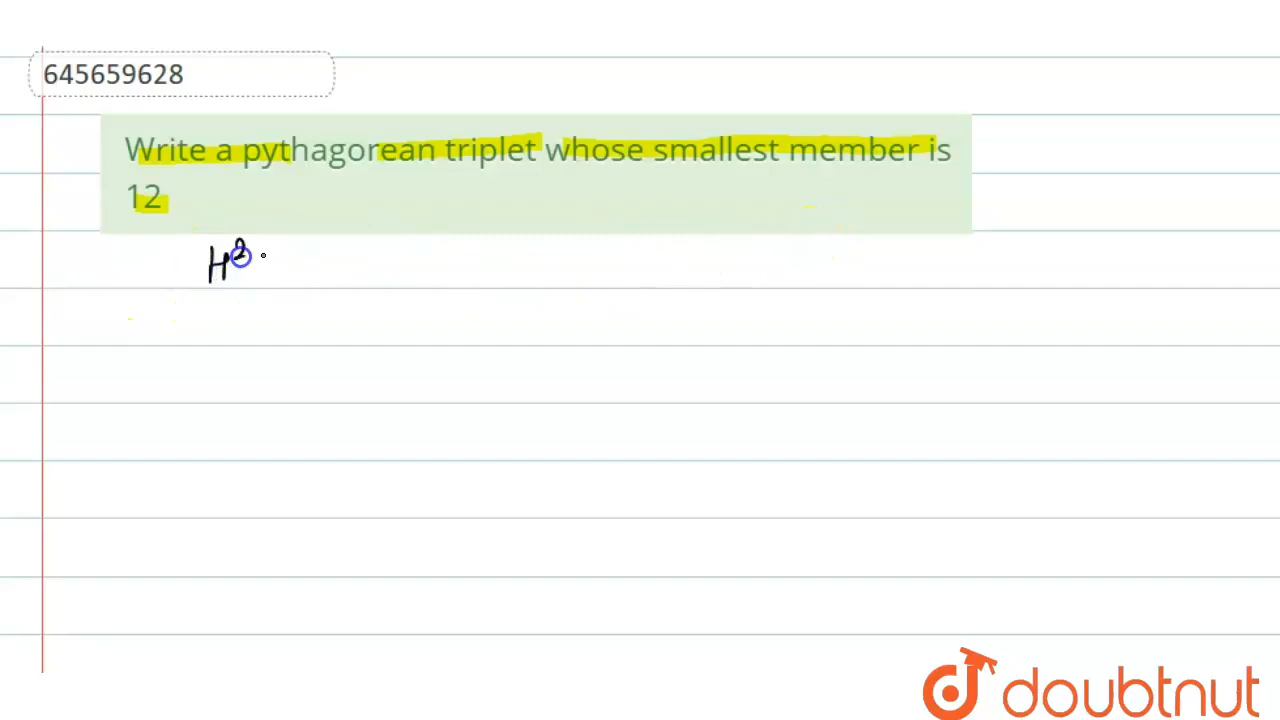 645659628
Write a pythagorean triplet whose smallest member is
12
H²
doubtnut